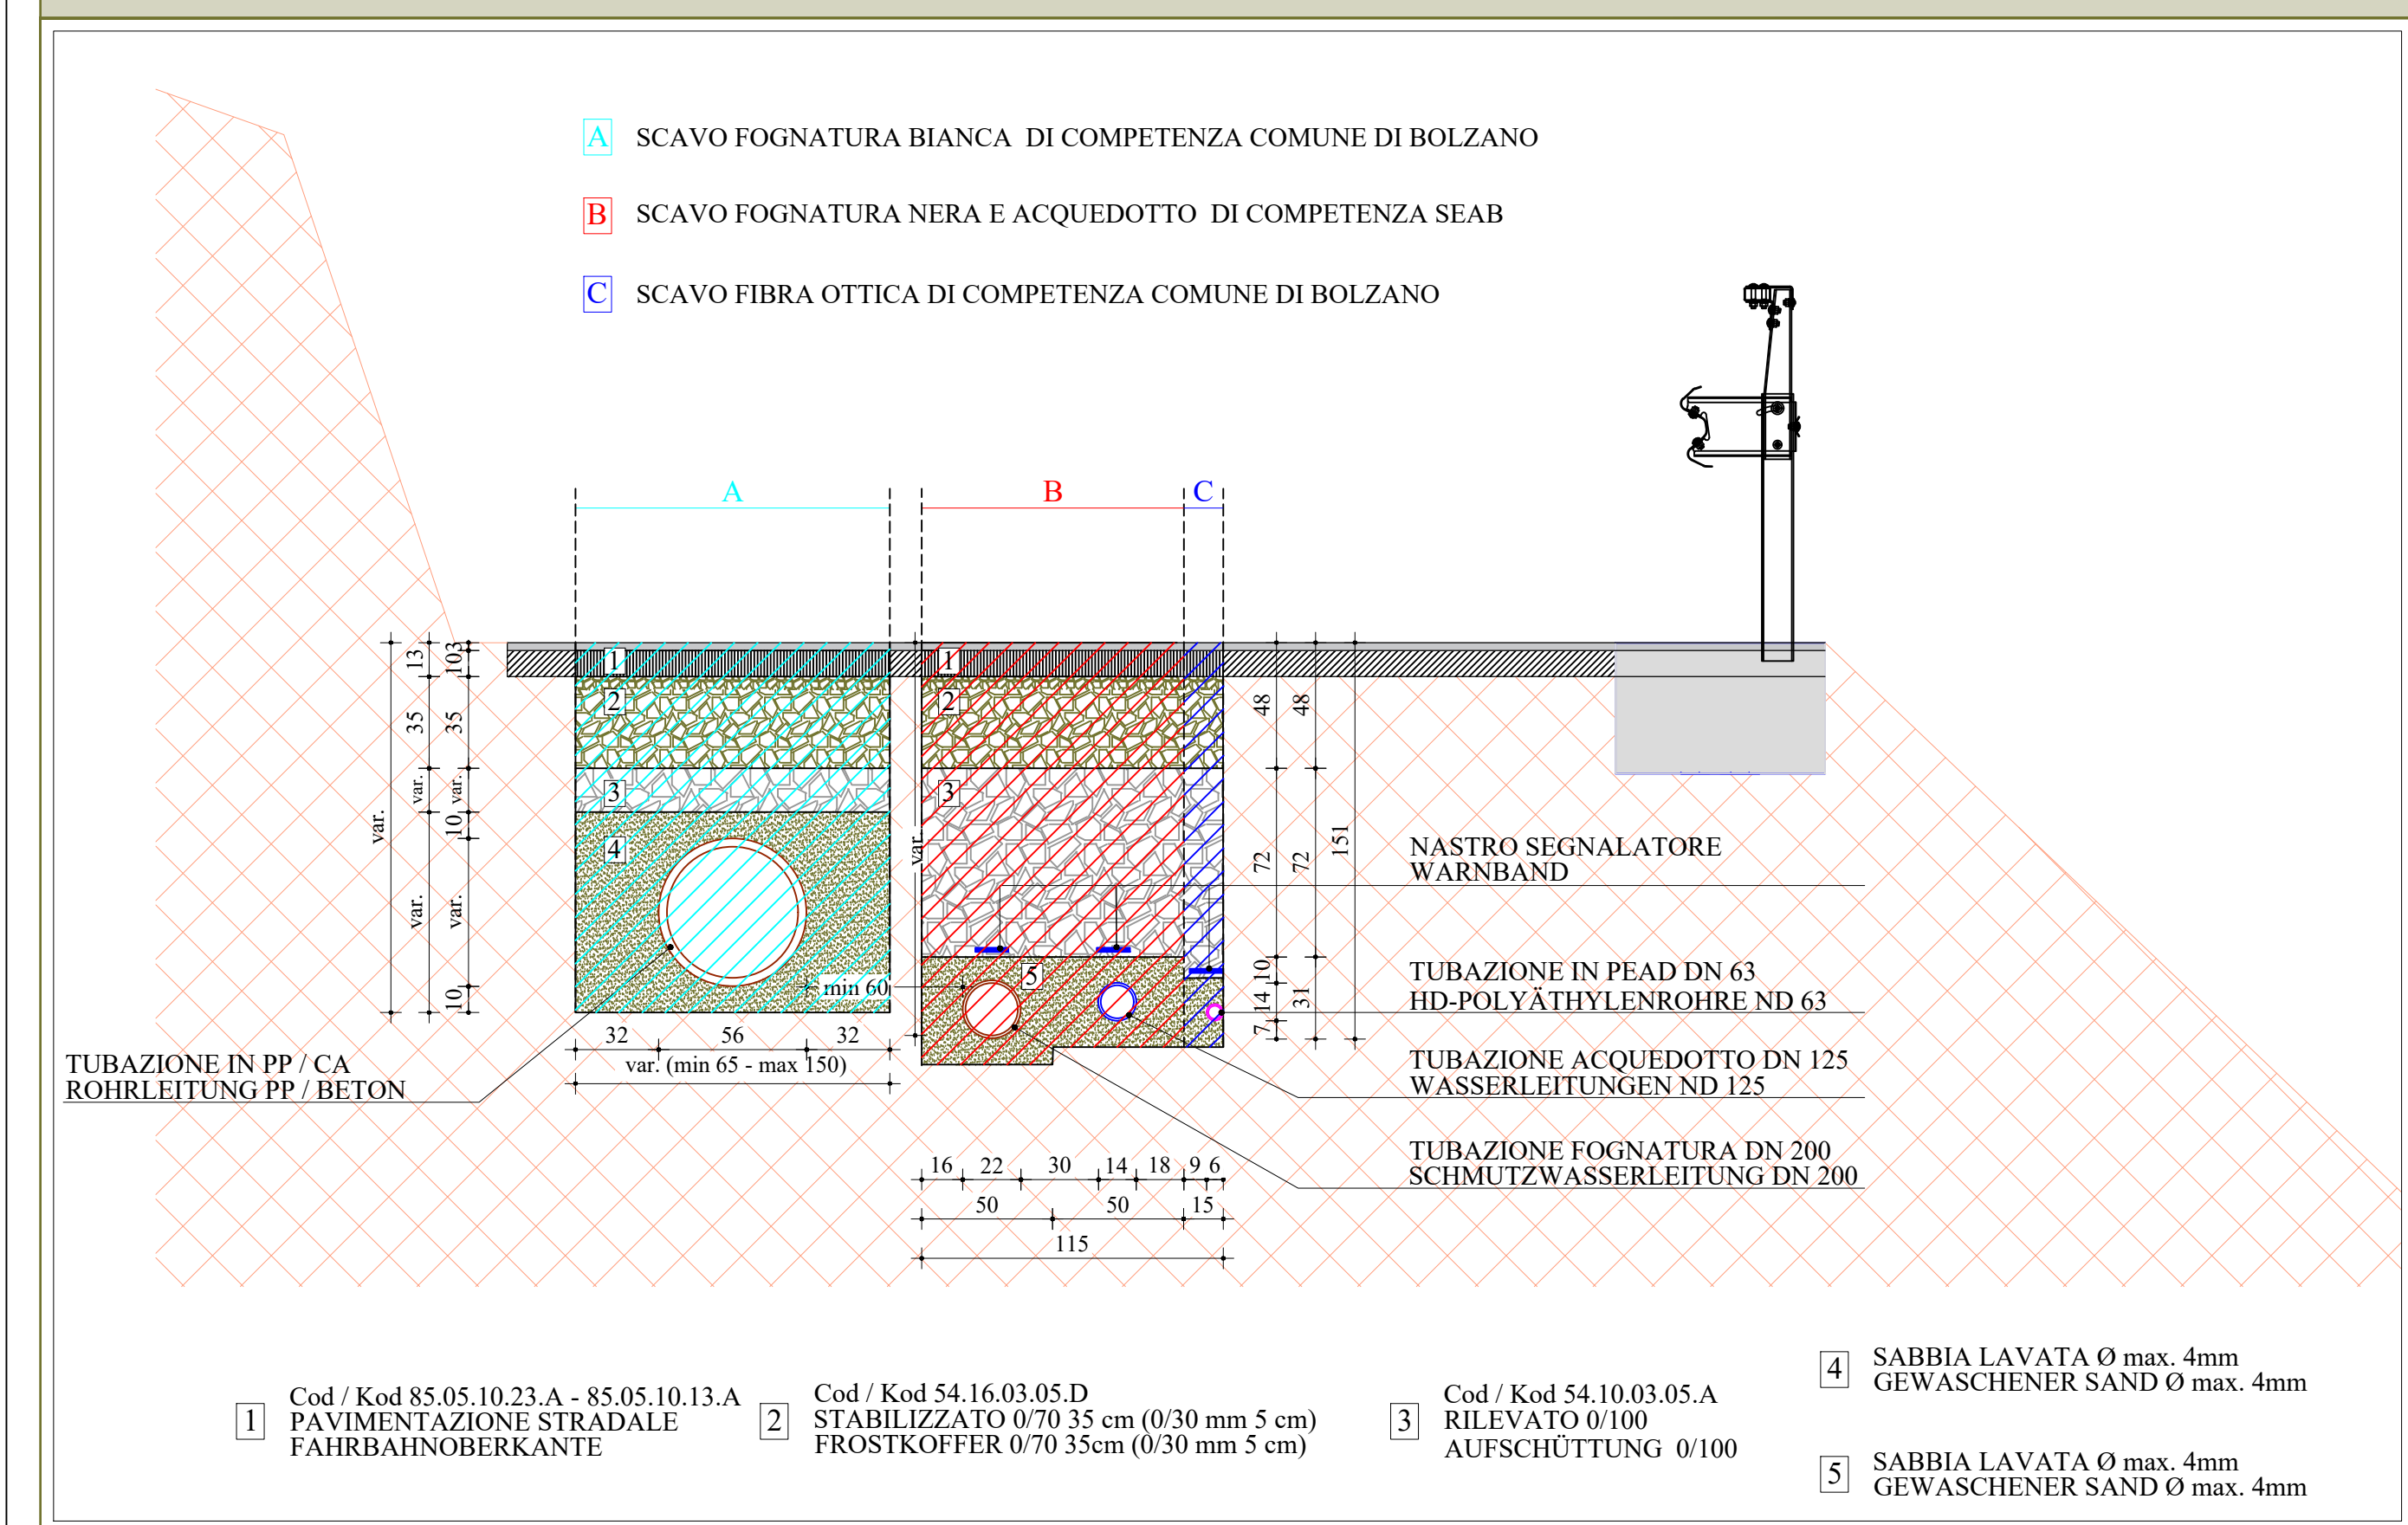 A SCAVO FOGNATURA BIANCA DI COMPETENZA COMUNE DI BOLZANO
B SCAVO FOGNATURA NERA E ACQUEDOTTO DI COMPETENZA SEAB
C SCAVO FIBRA OTTICA DI COMPETENZA COMUNE DI BOLZANO
A
B
C
var.
13
35
var.
var.
10
3
35
var.
10
var.
10
1
2
3
4
1
2
3
5
var.
min 60
48
72
10
14
7
48
72
31
151
NASTRO SEGNALATORE
WARNBAND
TUBAZIONE IN PEAD DN 63
HD-POLYÄTHYLENROHRE ND 63
TUBAZIONE ACQUEDOTTO DN 125
WASSERLEITUNGEN ND 125
TUBAZIONE FOGNATURA DN 200
SCHMUTZWASSERLEITUNG DN 200
TUBAZIONE IN PP / CA
ROHRLEITUNG PP / BETON
32 56 32
var. (min 65 - max 150)
16 22 30 14 18 9 6
50 50 15
115
1
Cod / Kod 85.05.10.23.A - 85.05.10.13.A
PAVIMENTAZIONE STRADALE
FAHRBAHNOBERKANTE
2
Cod / Kod 54.16.03.05.D
STABILIZZATO 0/70 35 cm (0/30 mm 5 cm)
FROSTKOFFER 0/70 35cm (0/30 mm 5 cm)
3
Cod / Kod 54.10.03.05.A
RILEVATO 0/100
AUFSCHÜTTUNG 0/100
4
SABBIA LAVATA Ø max. 4mm
GEWASCHENER SAND Ø max. 4mm
5
SABBIA LAVATA Ø max. 4mm
GEWASCHENER SAND Ø max. 4mm